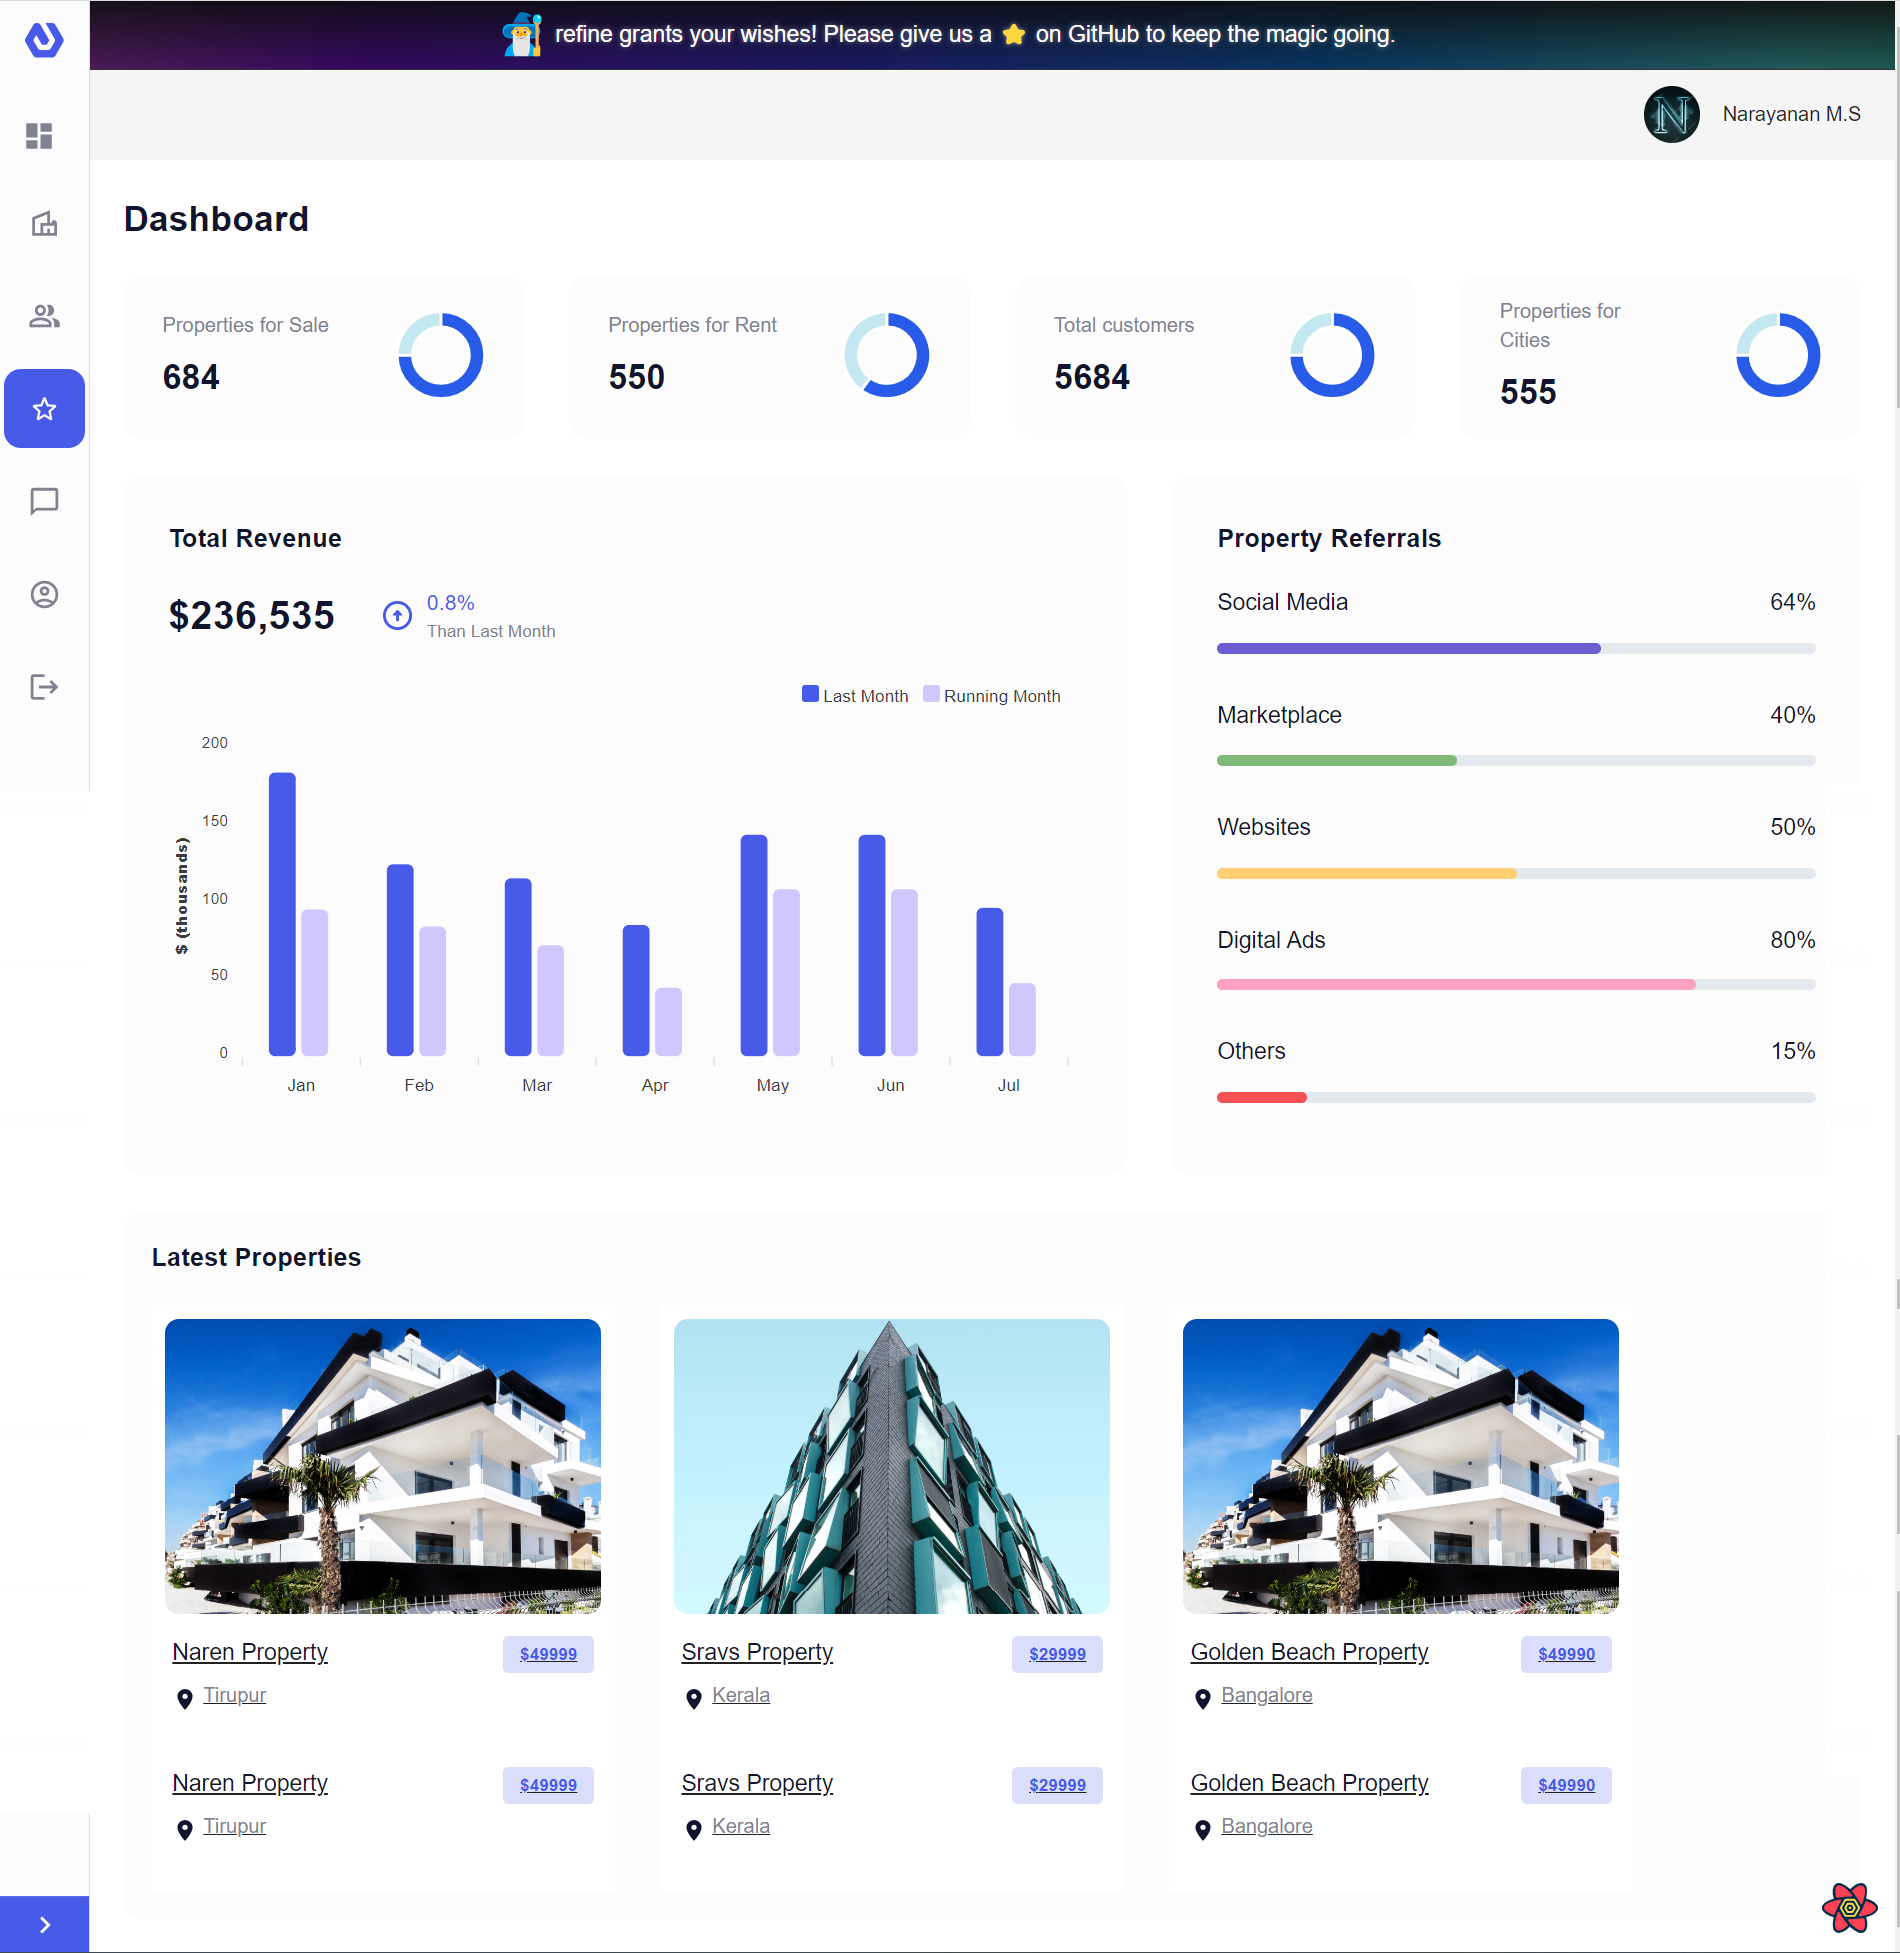 refine grants your wishes! Please give us a ⭐ on GitHub to keep the magic going.
N
Narayanan M.S
Dashboard
Properties for Sale
684
Properties for Rent
550
Total customers
5684
Properties for
Cities
555
Total Revenue
$236,535
0.8%
Than Last Month
Last Month
Running Month
200
150
100
50
0
$ (thousands)
Jan
Feb
Mar
Apr
May
Jun
Jul
Property Referrals
Social Media 64%
Marketplace 40%
Websites 50%
Digital Ads 80%
Others 15%
Latest Properties
Naren Property $49999
Tirupur
Sravs Property $29999
Kerala
Golden Beach Property $49990
Bangalore
Naren Property $49999
Tirupur
Sravs Property $29999
Kerala
Golden Beach Property $49990
Bangalore